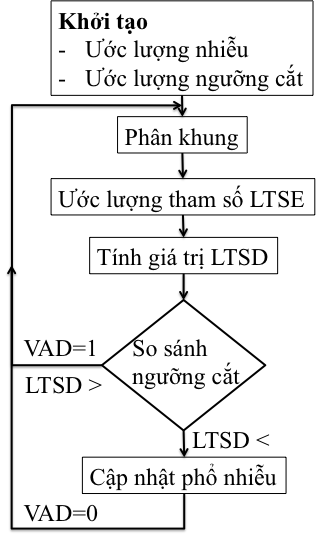 Khởi tạo
- Ước lượng nhiễu
- Ước lượng ngưỡng cắt
Phân khung
Ước lượng tham số LTSE
Tính giá trị LTSD
So sánh
ngưỡng cắt
VAD=1
LTSD >
LTSD <
Cập nhật phổ nhiễu
VAD=0